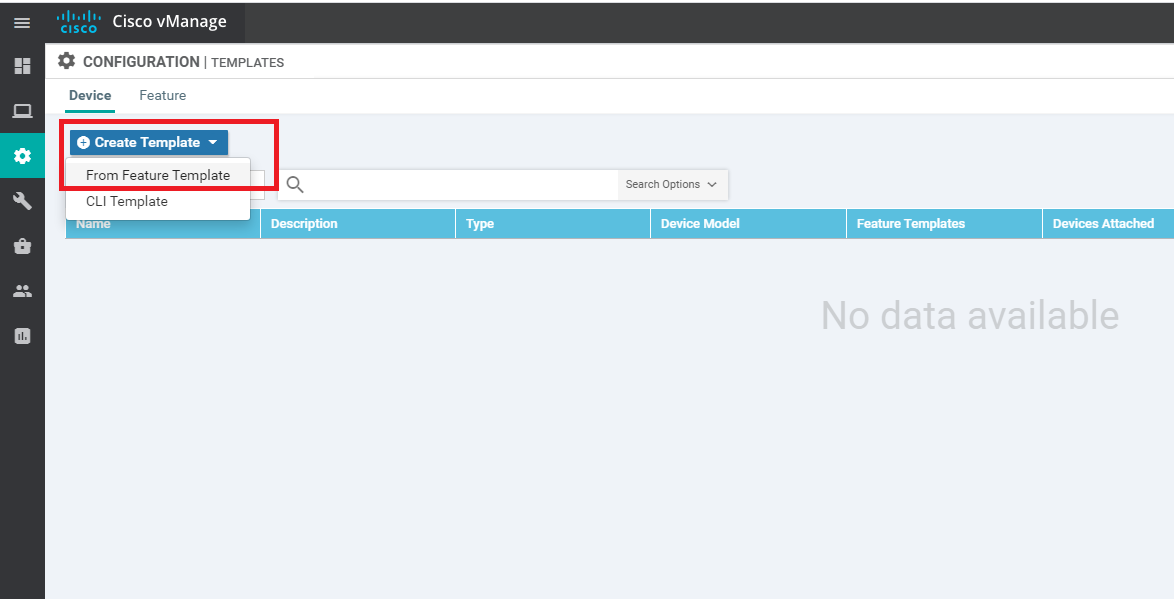 CISCO Cisco vManage
CONFIGURATION | TEMPLATES
Device Feature
Create Template
From Feature Template
Search Options
CLI Template
Name Description Type Device Model Feature Templates Devices Attached
No data available